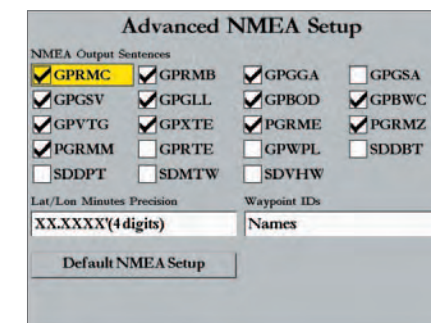 Advanced NMEA Setup
NMEA Output Sentences
GPRMC GPRMB GPGGA GPGSA
GPGSV GPGLL GPBOD GPBWC
GPVTG GPXTE PGRME PGRMZ
PGRMM GPRTE GPWPL SDDBT
SDDPT SDMTW SDVHW
Lat/Lon Minutes Precision Waypoint IDs
XX.XXXX'(4 digits) Names
Default NMEA Setup